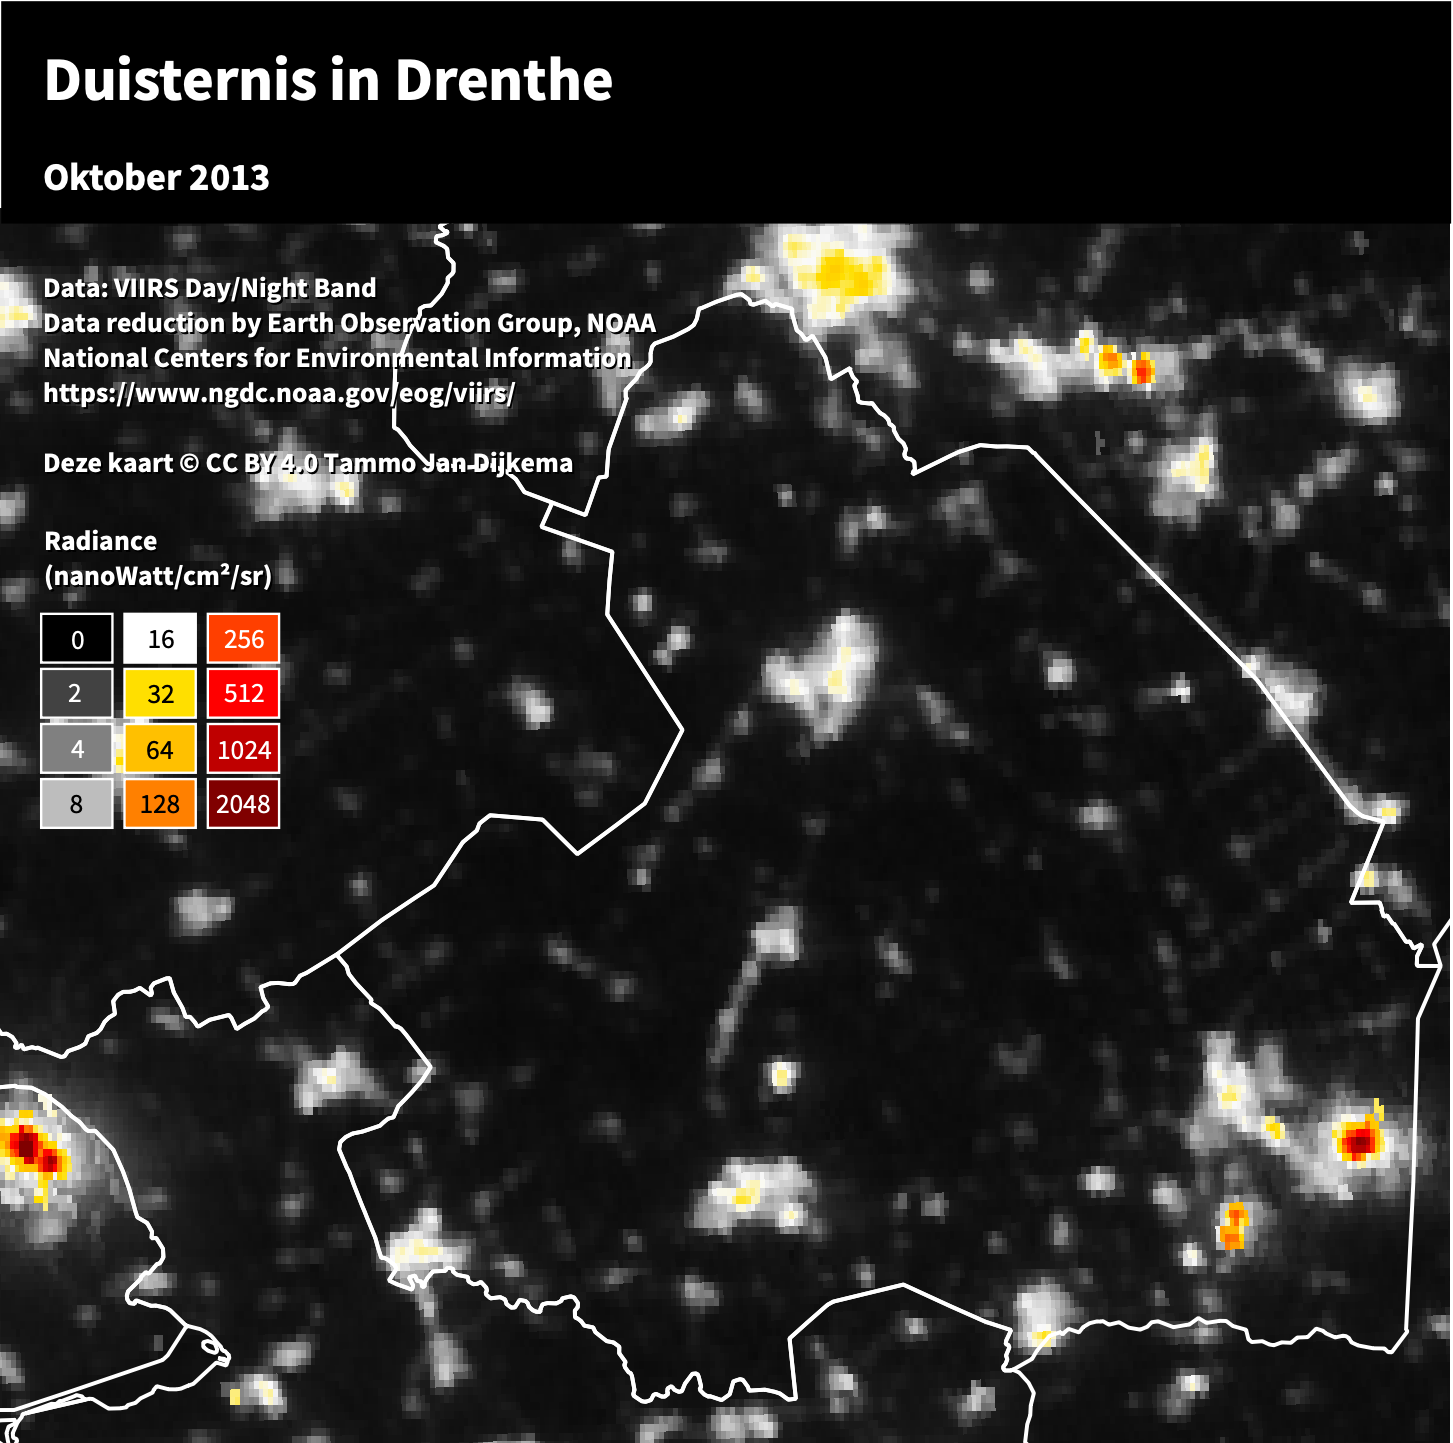 Duisternis in Drenthe
Oktober 2013
Data: VIIRS Day/Night Band
Data reduction by Earth Observation Group, NOAA
National Centers for Environmental Information
https://www.ngdc.noaa.gov/eog/viirs/
Deze kaart © CC BY 4.0 Tammo Jan Dijkema
Radiance
(nanoWatt/cm²/sr)
0 16 256
2 32 512
4 64 1024
8 128 2048